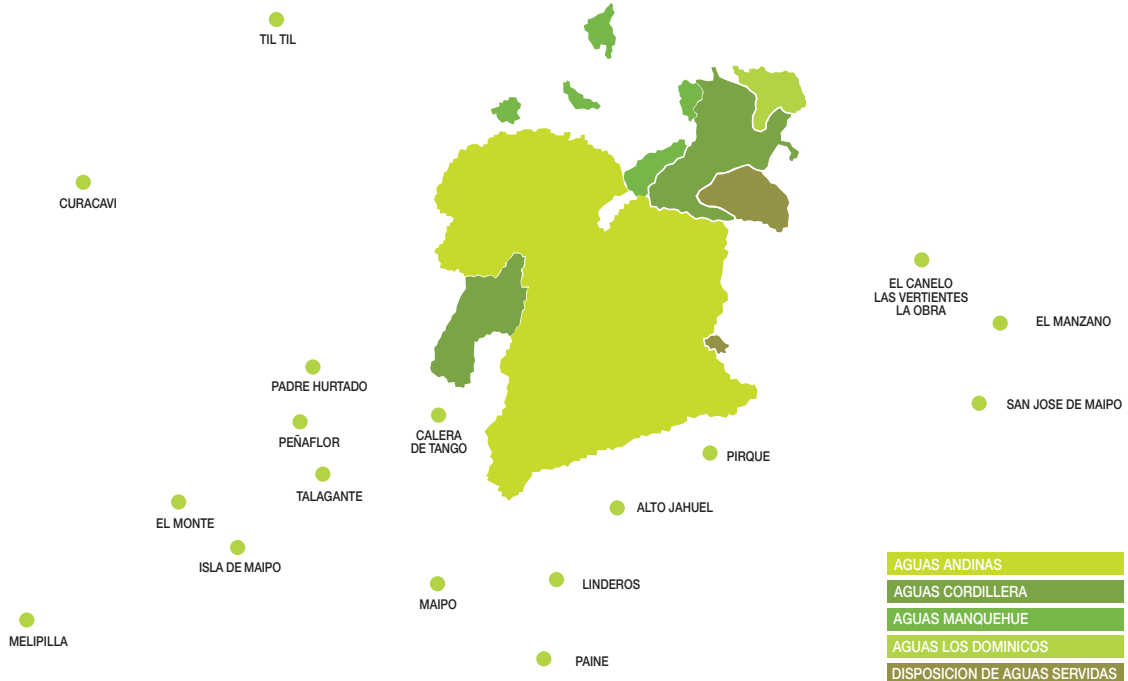 TIL TIL
CURACAVI
EL CANELO
LAS VERTIENTES
LA OBRA
EL MANZANO
PADRE HURTADO
SAN JOSE DE MAIPO
PEÑAFLOR
CALERA
DE TANGO
PIRQUE
TALAGANTE
ALTO JAHUEL
EL MONTE
ISLA DE MAIPO
LINDEROS
MAIPO
MELIPILLA
PAINE
AGUAS ANDINAS
AGUAS CORDILLERA
AGUAS MANQUEHUE
AGUAS LOS DOMINICOS
DISPOSICION DE AGUAS SERVIDAS